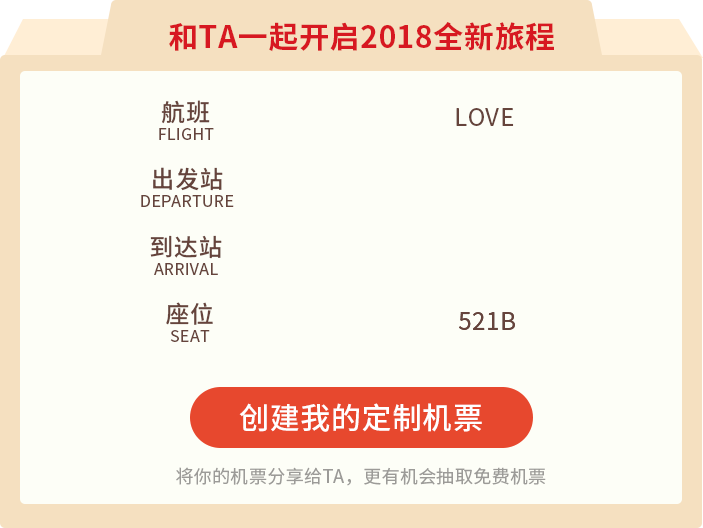 和TA一起开启2018全新旅程
航班 LOVE
FLIGHT
出发站
DEPARTURE
到达站
ARRIVAL
座位 521B
SEAT
创建我的定制机票
将你的机票分享给TA，更有机会抽取免费机票